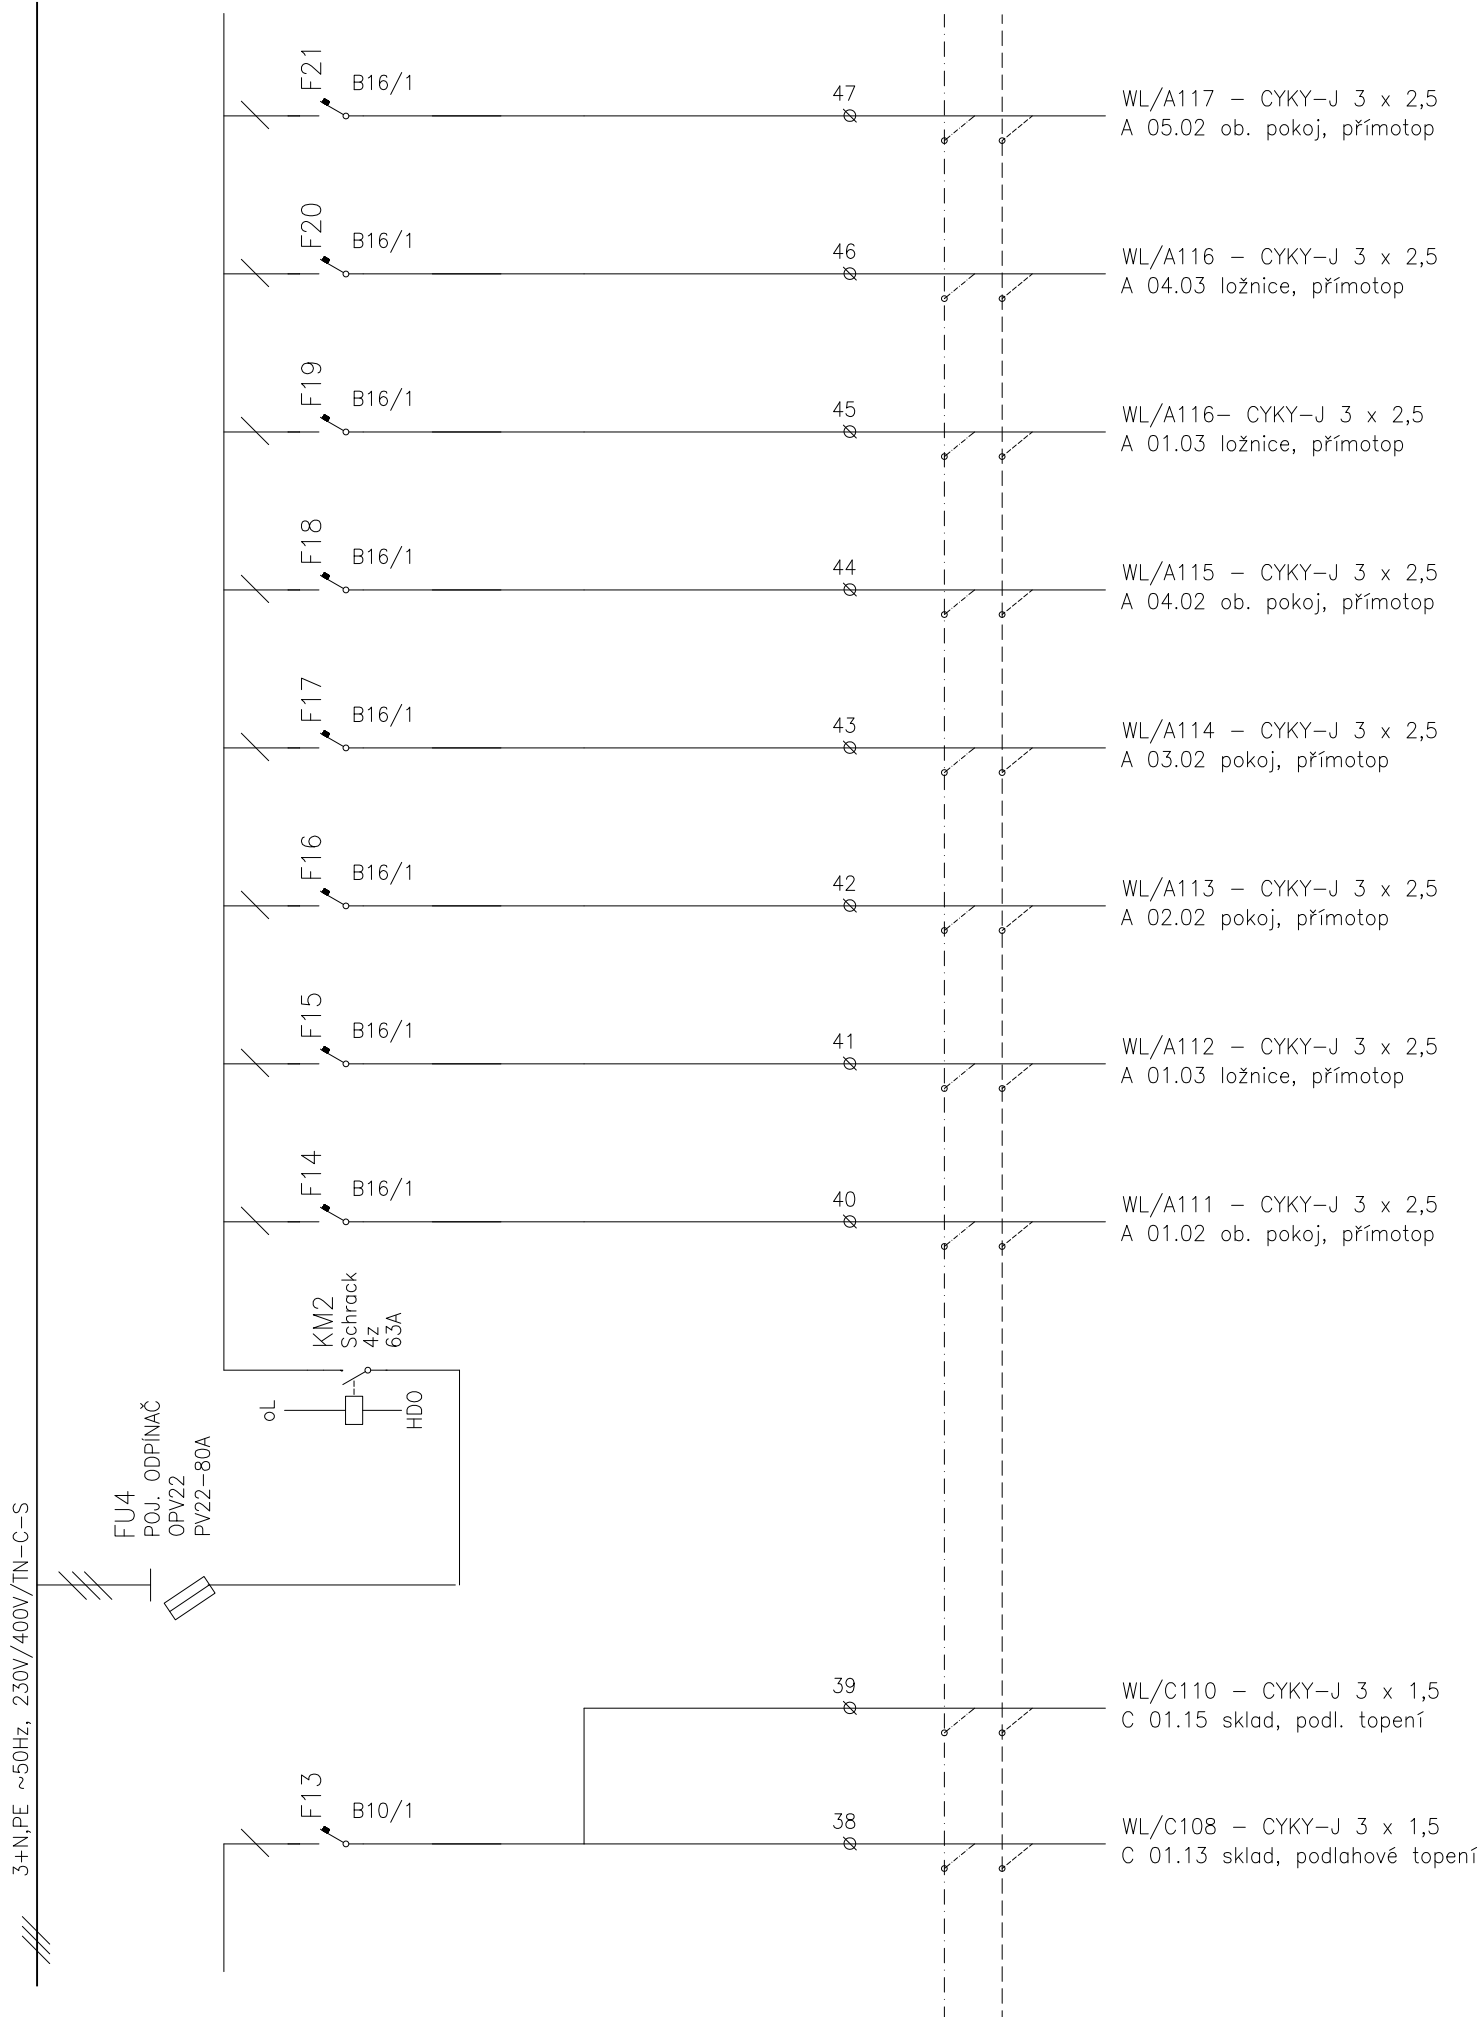 F21
B16/1
47
WL/A117 – CYKY–J 3 x 2,5
A 05.02 ob. pokoj, přímotop
F20
B16/1
46
WL/A116 – CYKY–J 3 x 2,5
A 04.03 ložnice, přímotop
F19
B16/1
45
WL/A116– CYKY–J 3 x 2,5
A 01.03 ložnice, přímotop
F18
B16/1
44
WL/A115 – CYKY–J 3 x 2,5
A 04.02 ob. pokoj, přímotop
F17
B16/1
43
WL/A114 – CYKY–J 3 x 2,5
A 03.02 pokoj, přímotop
F16
B16/1
42
WL/A113 – CYKY–J 3 x 2,5
A 02.02 pokoj, přímotop
F15
B16/1
41
WL/A112 – CYKY–J 3 x 2,5
A 01.03 ložnice, přímotop
F14
B16/1
40
WL/A111 – CYKY–J 3 x 2,5
A 01.02 ob. pokoj, přímotop
KM2
Schrack
4z
63A
oL
HDO
FU4
POJ. ODPÍNAČ
OPV22
PV22–80A
3+N,PE ~50Hz, 230V/400V/TN–C–S
39
WL/C110 – CYKY–J 3 x 1,5
C 01.15 sklad, podl. topení
F13
B10/1
38
WL/C108 – CYKY–J 3 x 1,5
C 01.13 sklad, podlahové topení